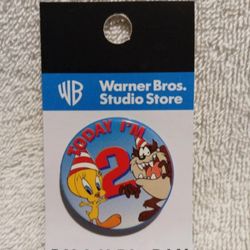 WB
Warner Bros.
Studio Store
TODAY I'M
2